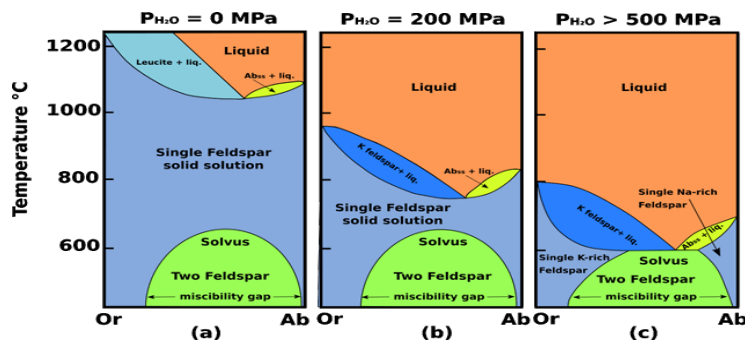 P_H₂O = 0 MPa
P_H₂O = 200 MPa
P_H₂O > 500 MPa
Temperature °C
1200
1000
800
600
Leucite + liq.
Liquid
Abss + liq.
Single Feldspar
solid solution
Solvus
Two Feldspar
miscibility gap
Or
Ab
(a)
Liquid
K feldspar+ liq.
Abss + liq.
Single Feldspar
solid solution
Solvus
Two Feldspar
miscibility gap
Or
Ab
(b)
Liquid
Single Na-rich
Feldspar
K feldspar+ liq.
Abss + liq.
Single K-rich
Feldspar
Solvus
Two Feldspar
miscibility gap
Or
Ab
(c)